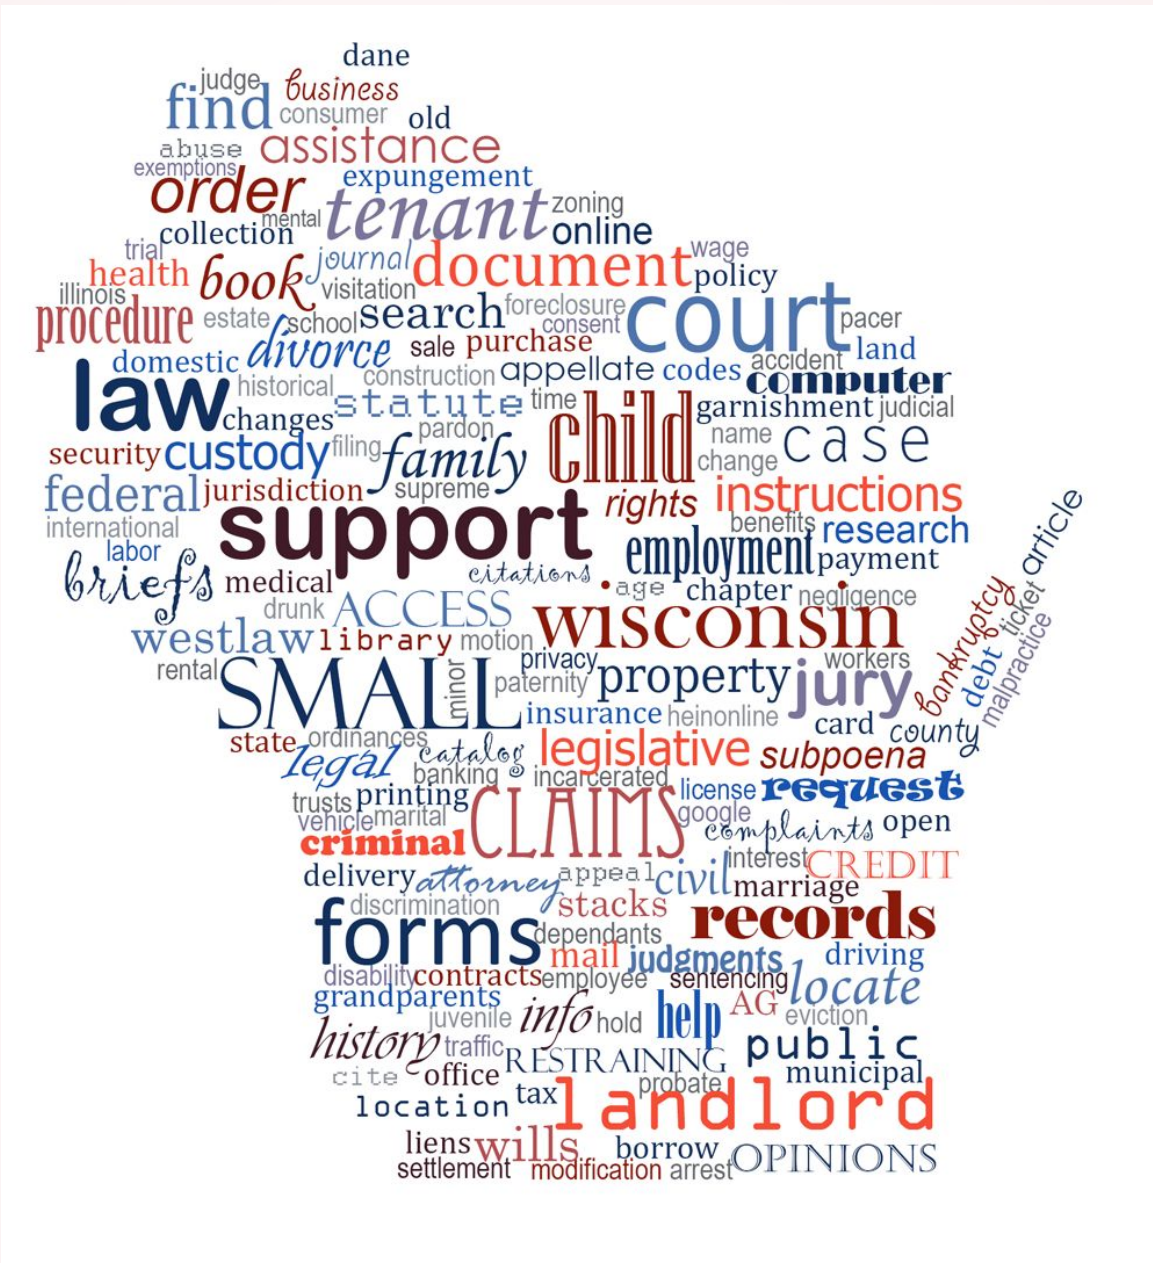 dane
judge business
find consumer old
abuse assistance
exemptions
order expungement
mental tenant zoning
collection online
trial journal document wage
health book policy
illinois visitation
procedure estate school search foreclosure court pacer
consent
domestic divorce sale purchase land
law historical construction appellate codes accident computer
changes statute time child garnishment judicial
pardon name case
security custody filing family change
federal jurisdiction supreme rights instructions
international support benefits research article
labor employment payment
briefs medical citations
age chapter negligence bankruptcy ticket
drunk ACCESS wisconsin
westlaw library motion debt malpractice
rental SMALL minor privacy property jury workers
paternity
insurance heinonline card county
state ordinances catalog legislative subpoena
legal banking incarcerated license request
trusts printing CLAIMS google
vehicle marital complaints open
criminal interest CREDIT
delivery attorney appeal civil marriage
discrimination stacks records
forms dependants
mail judgments driving
disability contracts employee sentencing locate
grandparents info help AG
juvenile hold eviction
history traffic RESTRAINING public
cite office probate municipal
location tax landlord
liens wills borrow OPINIONS
settlement modification arrest